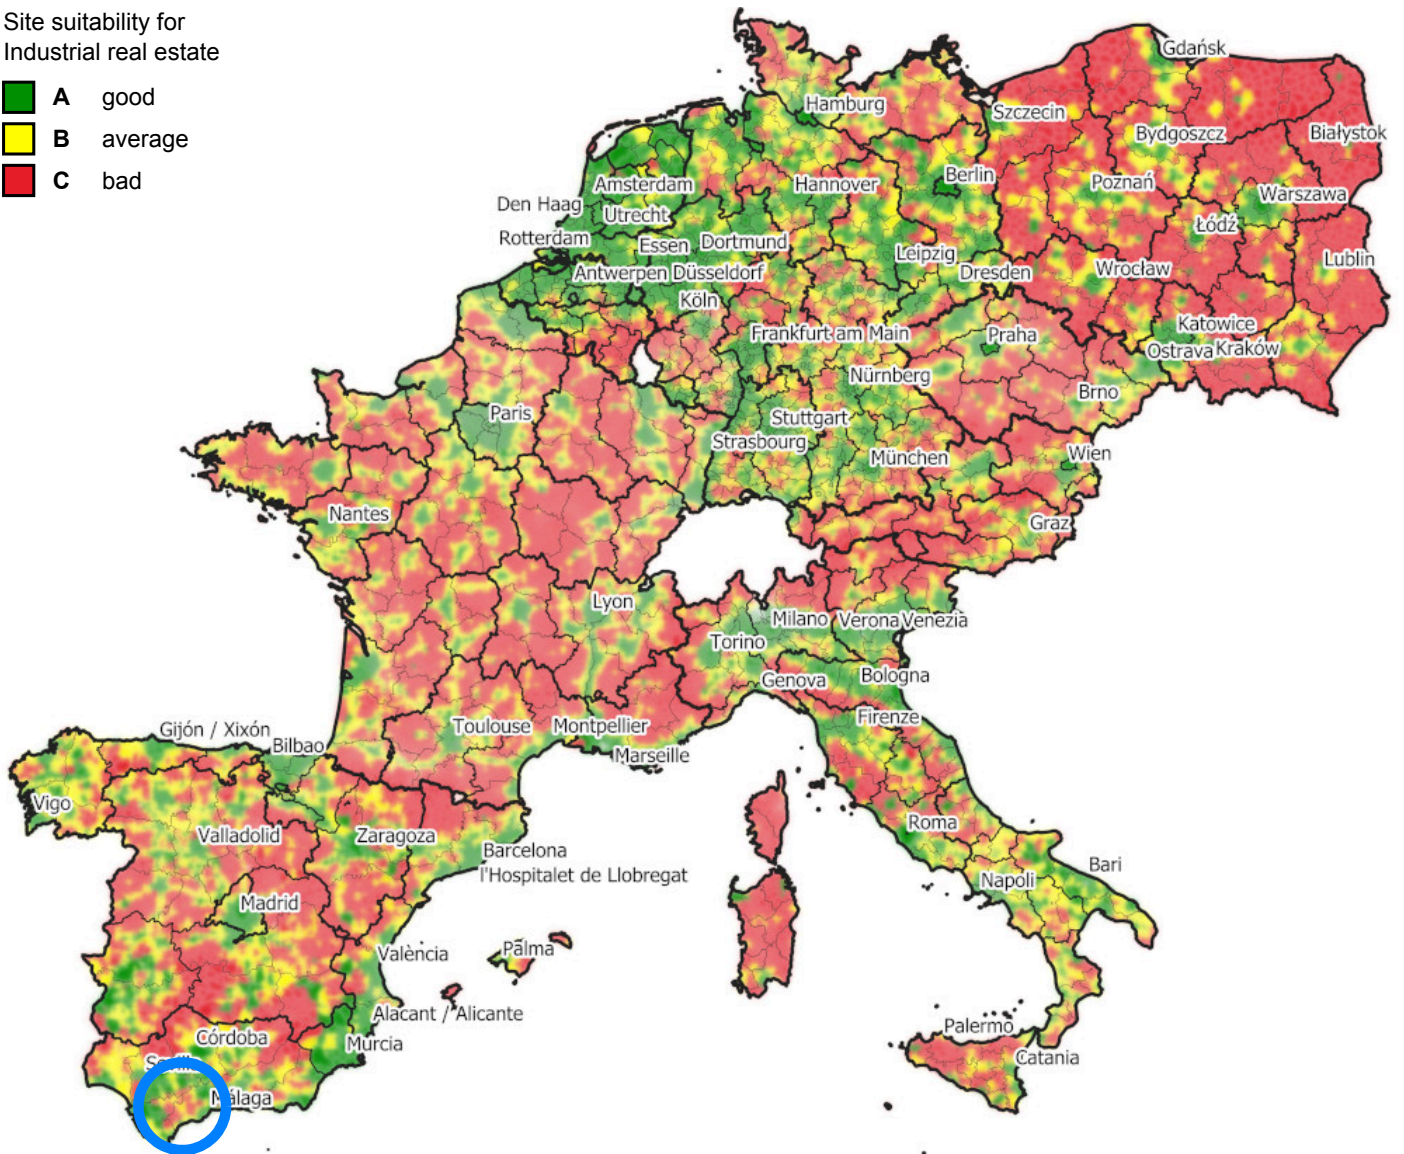 Site suitability for
Industrial real estate
A good
B average
C bad
Gdańsk
Hamburg
Szczecin
Bydgoszcz
Białystok
Amsterdam
Hannover
Berlin
Poznań
Warszawa
Den Haag
Utrecht
Łódź
Rotterdam
Essen
Dortmund
Leipzig
Lublin
Antwerpen
Düsseldorf
Dresden
Wrocław
Köln
Katowice
Frankfurt am Main
Praha
Ostrava
Kraków
Nürnberg
Brno
Paris
Stuttgart
Strasbourg
München
Wien
Nantes
Graz
Lyon
Milano
Verona
Venezia
Torino
Genova
Bologna
Firenze
Gijón / Xixón
Toulouse
Montpellier
Bilbao
Marseille
Vigo
Valladolid
Zaragoza
Roma
Barcelona
l'Hospitalet de Llobregat
Bari
Napoli
Madrid
València
Palma
Alacant / Alicante
Palermo
Córdoba
Murcia
Catania
Málaga